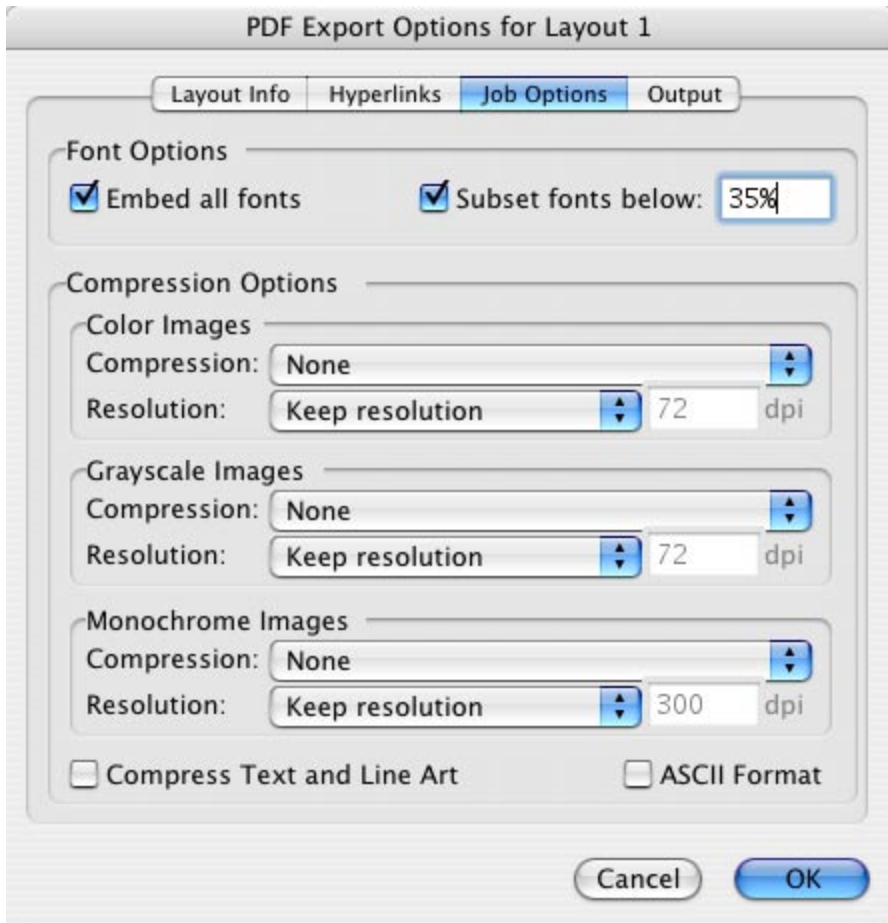 PDF Export Options for Layout 1
Layout Info Hyperlinks Job Options Output
Font Options
Embed all fonts Subset fonts below: 35%
Compression Options
Color Images
Compression: None
Resolution: Keep resolution 72 dpi
Grayscale Images
Compression: None
Resolution: Keep resolution 72 dpi
Monochrome Images
Compression: None
Resolution: Keep resolution 300 dpi
Compress Text and Line Art ASCII Format
Cancel OK